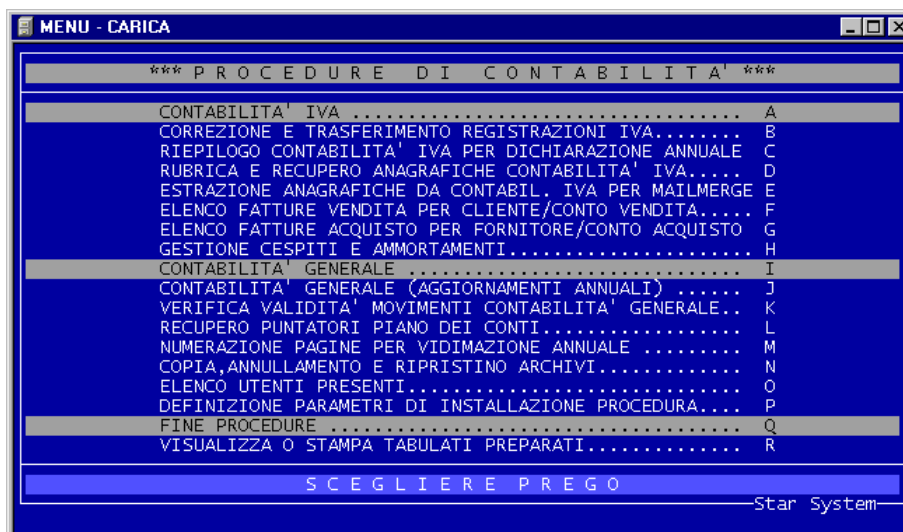 MENU - CARICA
*** P R O C E D U R E   D I   C O N T A B I L I T A' ***
CONTABILITA' IVA .................................. A
CORREZIONE E TRASFERIMENTO REGISTRAZIONI IVA........ B
RIEPILOGO CONTABILITA' IVA PER DICHIARAZIONE ANNUALE C
RUBRICA E RECUPERO ANAGRAFICHE CONTABILITA' IVA..... D
ESTRAZIONE ANAGRAFICHE DA CONTABIL. IVA PER MAILMERGE E
ELENCO FATTURE VENDITA PER CLIENTE/CONTO VENDITA..... F
ELENCO FATTURE ACQUISTO PER FORNITORE/CONTO ACQUISTO G
GESTIONE CESPITI E AMMORTAMENTI..................... H
CONTABILITA' GENERALE .............................. I
CONTABILITA' GENERALE (AGGIORNAMENTI ANNUALI) ...... J
VERIFICA VALIDITA' MOVIMENTI CONTABILITA' GENERALE.. K
RECUPERO PUNTATORI PIANO DEI CONTI.................. L
NUMERAZIONE PAGINE PER VIDIMAZIONE ANNUALE ......... M
COPIA,ANNULLAMENTO E RIPRISTINO ARCHIVI............. N
ELENCO UTENTI PRESENTI.............................. O
DEFINIZIONE PARAMETRI DI INSTALLAZIONE PROCEDURA.... P
FINE PROCEDURE ..................................... Q
VISUALIZZA O STAMPA TABULATI PREPARATI.............. R
S C E G L I E R E   P R E G O
Star System